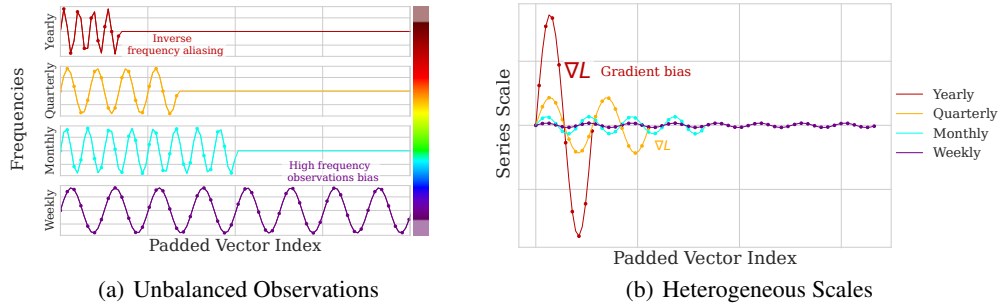 Frequencies
Yearly
Quarterly
Monthly
Weekly
Inverse
frequency aliasing
High frequency
observations bias
Padded Vector Index
(a) Unbalanced Observations
Series Scale
∇L Gradient bias
∇L
Padded Vector Index
Yearly
Quarterly
Monthly
Weekly
(b) Heterogeneous Scales